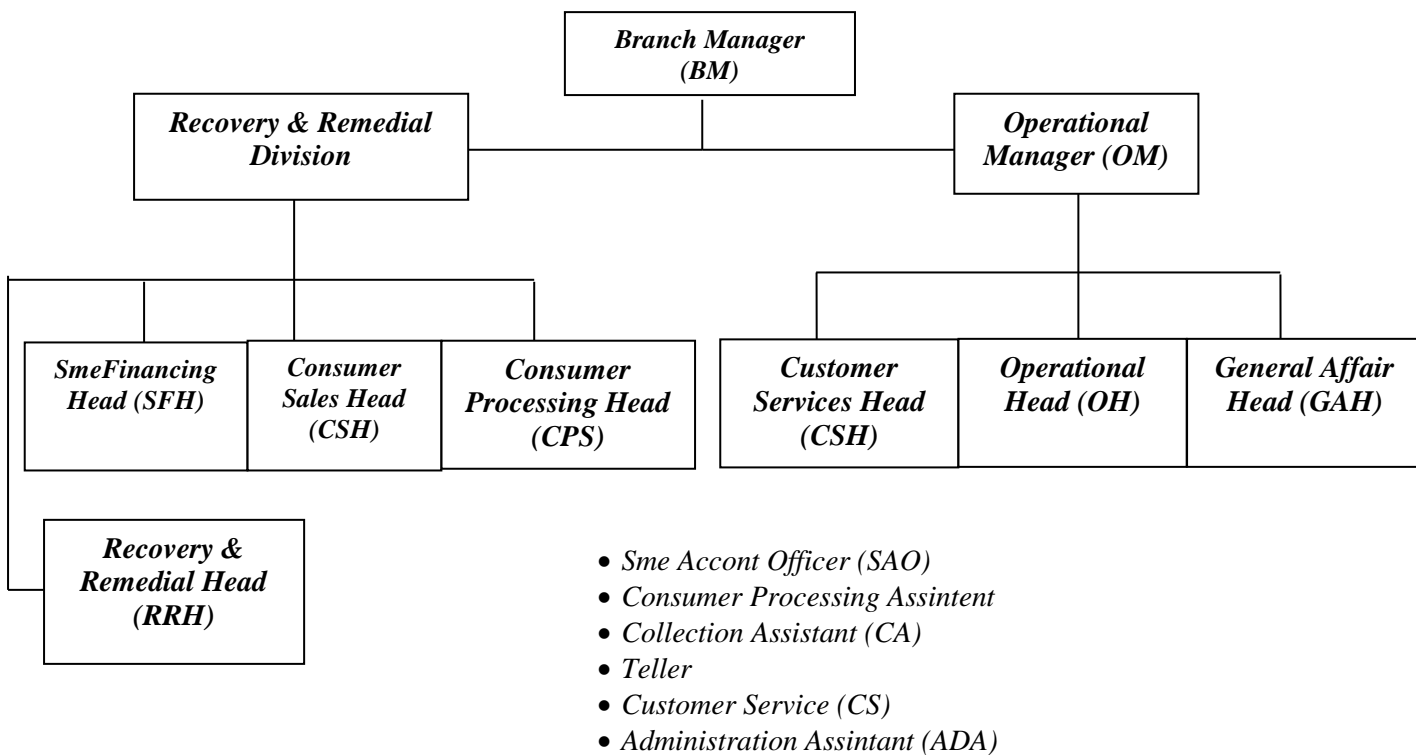 Branch Manager
(BM)
Recovery & Remedial
Division
Operational
Manager (OM)
SmeFinancing
Head (SFH)
Consumer
Sales Head
(CSH)
Consumer
Processing Head
(CPS)
Customer
Services Head
(CSH)
Operational
Head (OH)
General Affair
Head (GAH)
Recovery &
Remedial Head
(RRH)
• Sme Accont Officer (SAO)
• Consumer Processing Assintent
• Collection Assistant (CA)
• Teller
• Customer Service (CS)
• Administration Assintant (ADA)